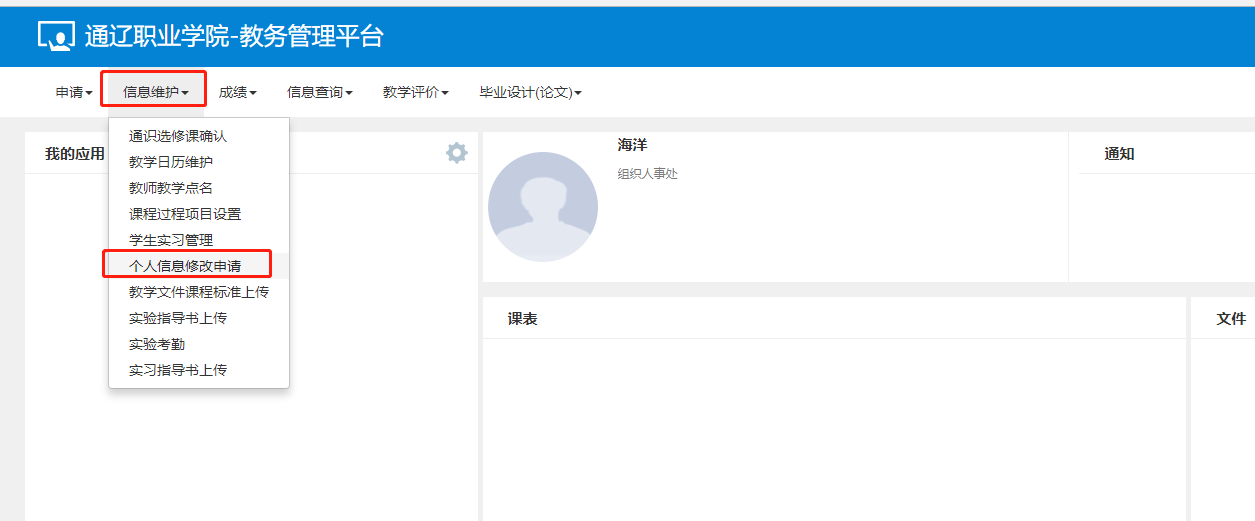 通辽职业学院-教务管理平台
申请 信息维护 成绩 信息查询 教学评价 毕业设计(论文)
通识选修课确认
教学日历维护
教师教学点名
课程过程项目设置
学生实习管理
个人信息修改申请
教学文件课程标准上传
实验指导书上传
实验考勤
实习指导书上传
我的应用
海洋
组织人事处
通知
课表
文件